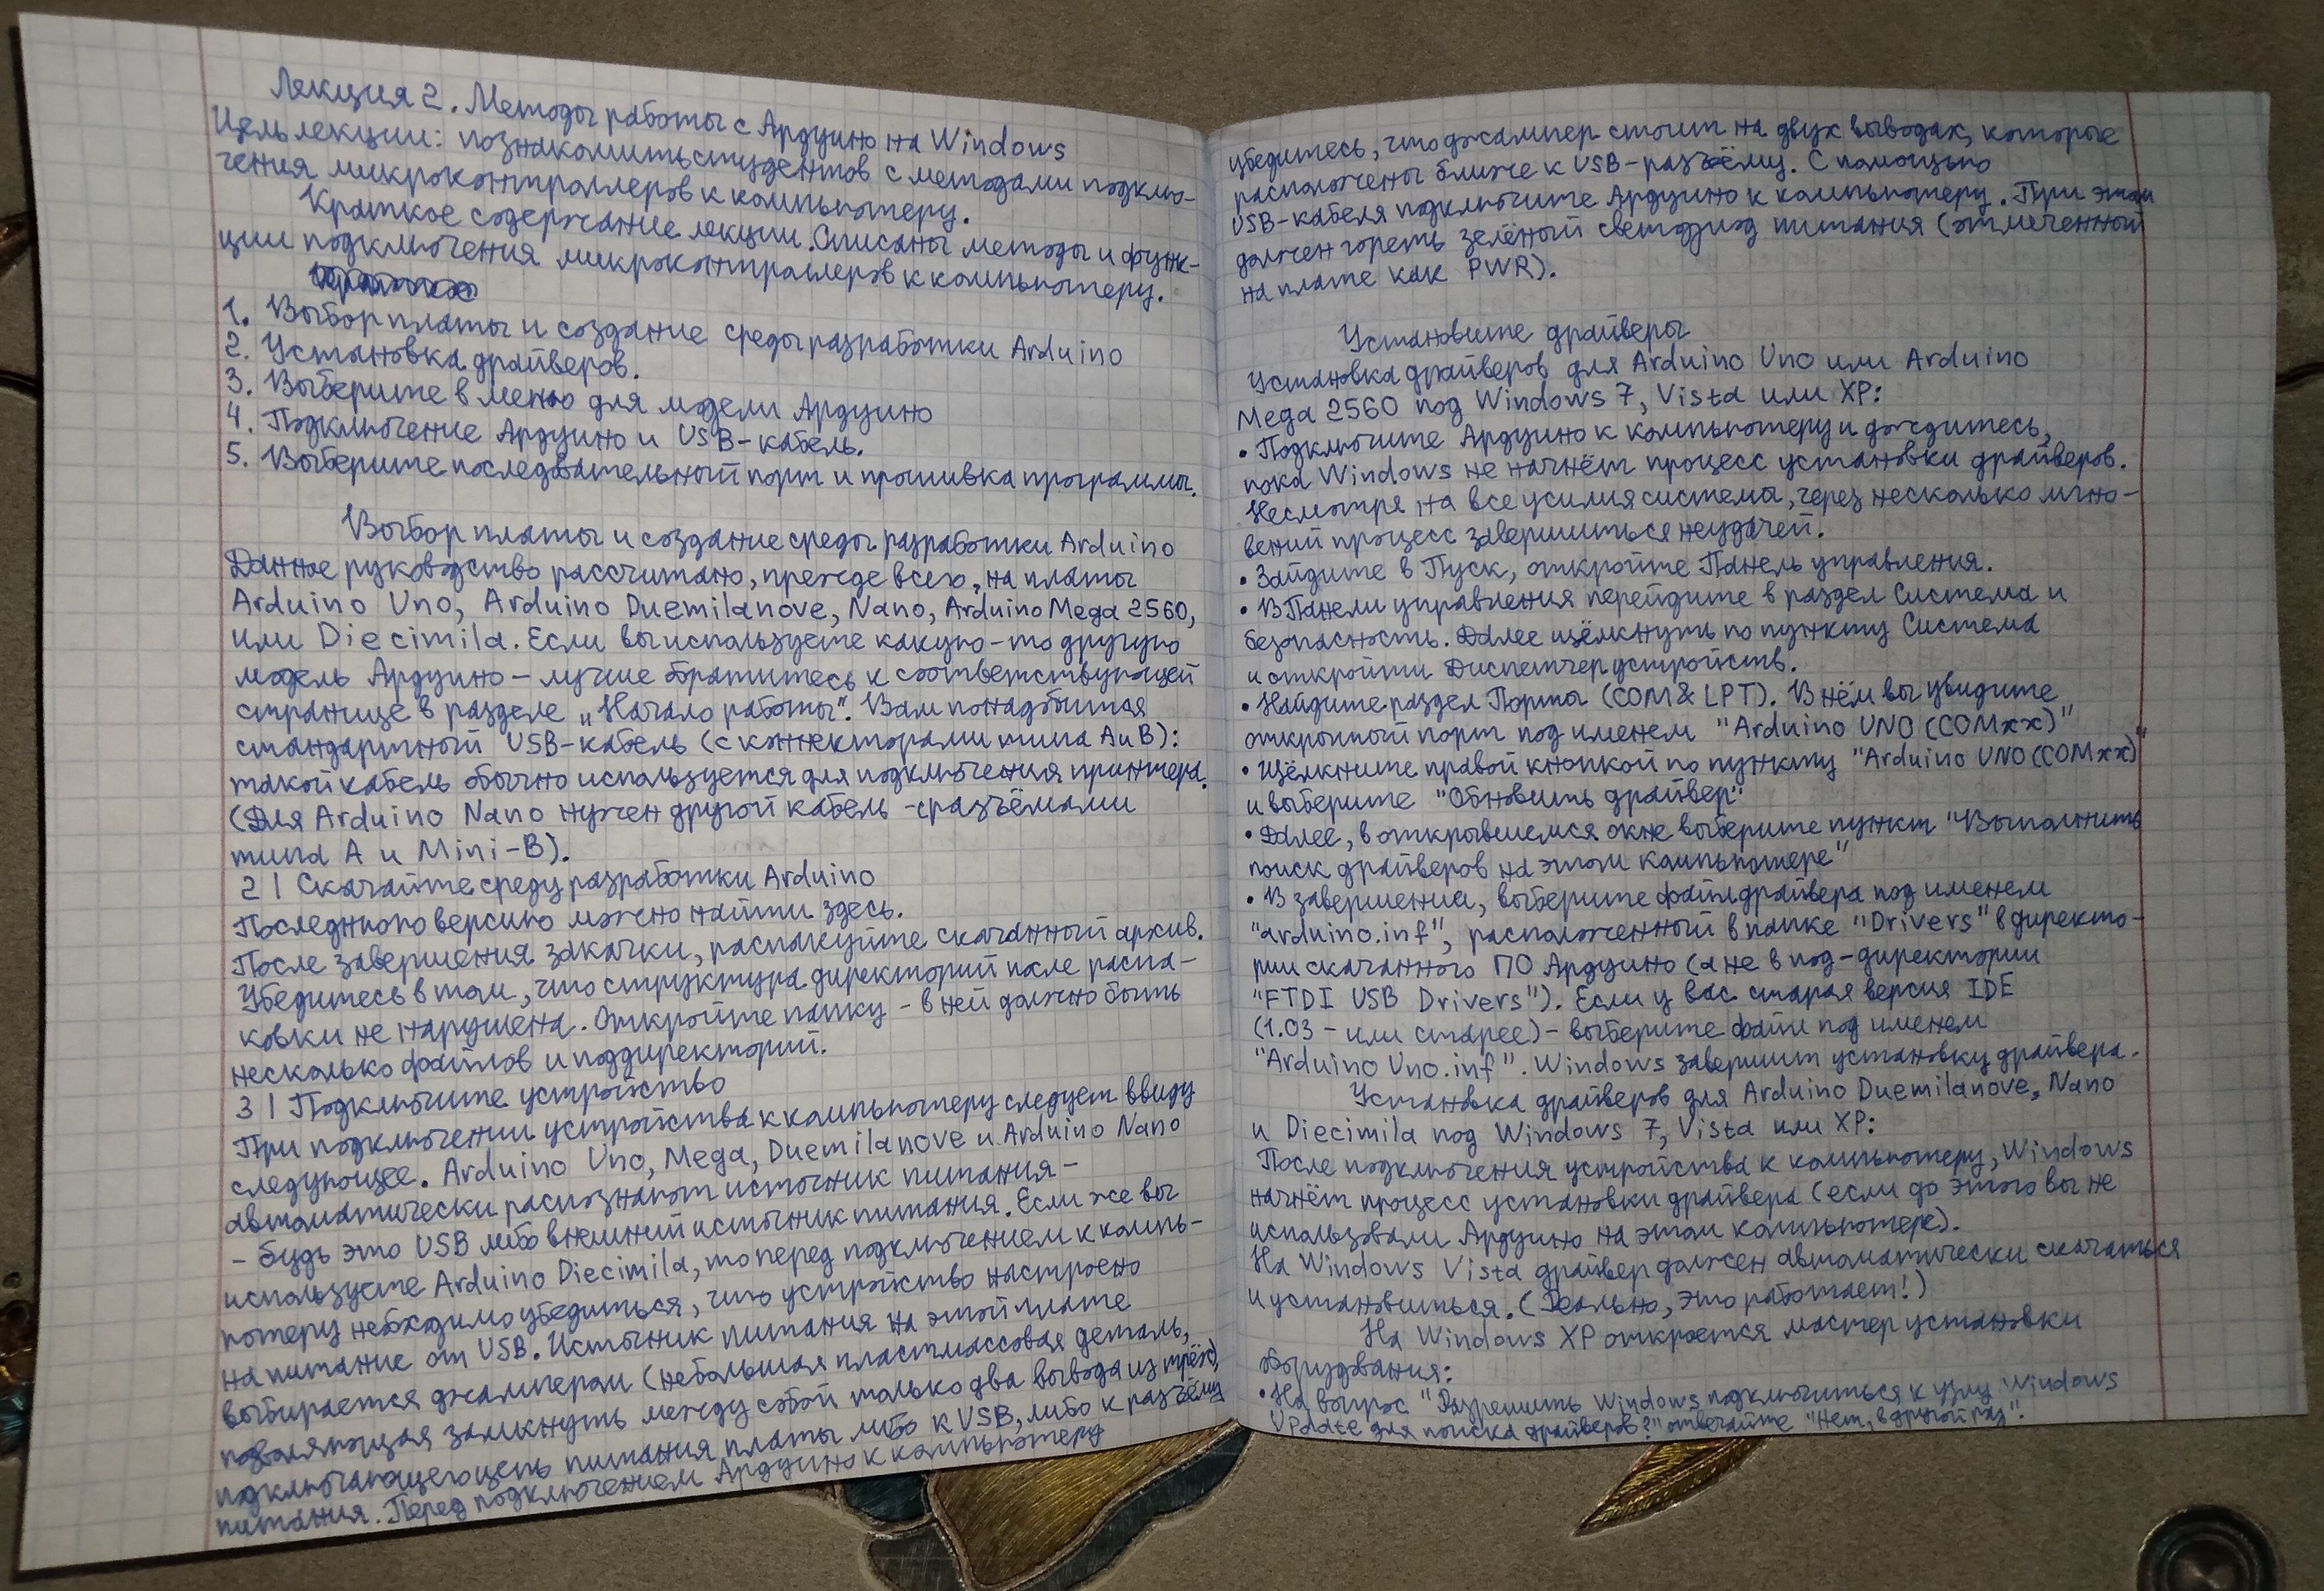 Лекция 2. Методы работы с Ардуино на Windows
Цель лекции: познакомить студентов с методами подклю-
чения микроконтроллеров к компьютеру.
Краткое содержание лекции. Описаны методы и функ-
ции подключения микроконтроллеров к компьютеру.
1. Выбор платы и создание среды разработки Arduino
2. Установка драйверов.
3. Выберите в меню для модели Ардуино
4. Подключение Ардуино и USB-кабель.
5. Выберите последовательный порт и прошивка программы.
Выбор платы и создание среды разработки Arduino
Данное руководство рассчитано, прежде всего, на платы
Arduino Uno, Arduino Duemilanove, Nano, Arduino Mega 2560,
или Diecimila. Если вы используете какую-то другую
модель Ардуино - лучше обратитесь к соответствующей
странице в разделе „Начало работы". Вам понадобится
стандартный USB-кабель (с коннекторами типа A и B):
такой кабель обычно используется для подключения принтера.
(Для Arduino Nano нужен другой кабель - с разъёмами
типа A и Mini-B).
2 | Скачайте среду разработки Arduino
Последнюю версию можно найти здесь.
После завершения закачки, распакуйте скачанный архив.
Убедитесь в том, что структура директорий после распа-
ковки не нарушена. Откройте папку - в ней должно быть
несколько файлов и поддиректорий.
3 | Подключите устройство
При подключении устройства к компьютеру следует ввиду
следующее. Arduino Uno, Mega, Duemilanove и Arduino Nano
автоматически распознают источник питания -
- будь это USB либо внешний источник питания. Если же вы
используете Arduino Diecimila, то перед подключением к компь-
ютеру необходимо убедиться, что устройство настроено
на питание от USB. Источник питания на этой плате
выбирается джампером (небольшая пластмассовая деталь,
позволяющая замкнуть между собой только два вывода из трёх),
подключающего цепь питания платы либо к USB, либо к разъёму
питания. Перед подключением Ардуино к компьютеру
убедитесь, что джампер стоит на двух выводах, которые
расположены ближе к USB-разъёму. С помощью
USB-кабеля подключите Ардуино к компьютеру. При этом
должен гореть зелёный светодиод питания (отмеченный
на плате как PWR).
Установите драйверы
Установка драйверов для Arduino Uno или Arduino
Mega 2560 под Windows 7, Vista или XP:
• Подключите Ардуино к компьютеру и дождитесь,
пока Windows не начнёт процесс установки драйверов.
Несмотря на все усилия система, через несколько мгно-
вений процесс завершиться неудачей.
• Зайдите в Пуск, откройте Панель управления.
• В Панели управления перейдите в раздел Система и
безопасность. Далее щёлкнуть по пункту Система
и откройти Диспетчер устройств.
• Найдите раздел Порты (COM & LPT). В нём вы увидите
открытый порт под именем "Arduino UNO (COMxx)"
• Щёлкните правой кнопкой по пункту "Arduino UNO (COMxx)"
и выберите "Обновить драйвер"
• Далее, в открывшемся окне выберите пункт "Выполнить
поиск драйверов на этом компьютере"
• В завершении, выберите файл драйвера под именем
"arduino.inf", расположенный в папке "Drivers" в директо-
рии скачанного ПО Ардуино (а не в под-директории
"FTDI USB Drivers"). Если у вас старая версия IDE
(1.03 - или старее) - выберите файл под именем
"Arduino Uno.inf". Windows завершит установку драйвера.
Установка драйверов для Arduino Duemilanove, Nano
и Diecimila под Windows 7, Vista или XP:
После подключения устройства к компьютеру, Windows
начнёт процесс установки драйвера (если до этого вы не
использовали Ардуино на этом компьютере).
На Windows Vista драйвер должен автоматически скачаться
и установиться. (Реально, это работает!)
На Windows XP откроется мастер установки
оборудования:
• На вопрос "Разрешить Windows подключиться к узлу Windows
UPdate для поиска драйверов?" отвечайте "Нет, в другой раз".